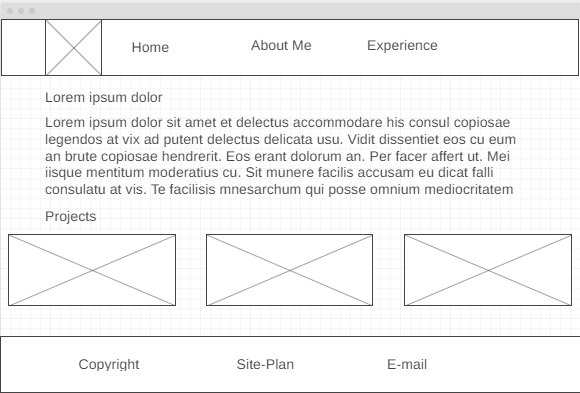 Home About Me Experience
Lorem ipsum dolor
Lorem ipsum dolor sit amet et delectus accommodare his consul copiosae
legendos at vix ad putent delectus delicata usu. Vidit dissentiet eos cu eum
an brute copiosae hendrerit. Eos erant dolorum an. Per facer affert ut. Mei
iisque mentitum moderatius cu. Sit munere facilis accusam eu dicat falli
consulatu at vis. Te facilisis mnesarchum qui posse omnium mediocritatem
Projects
Copyright Site-Plan E-mail